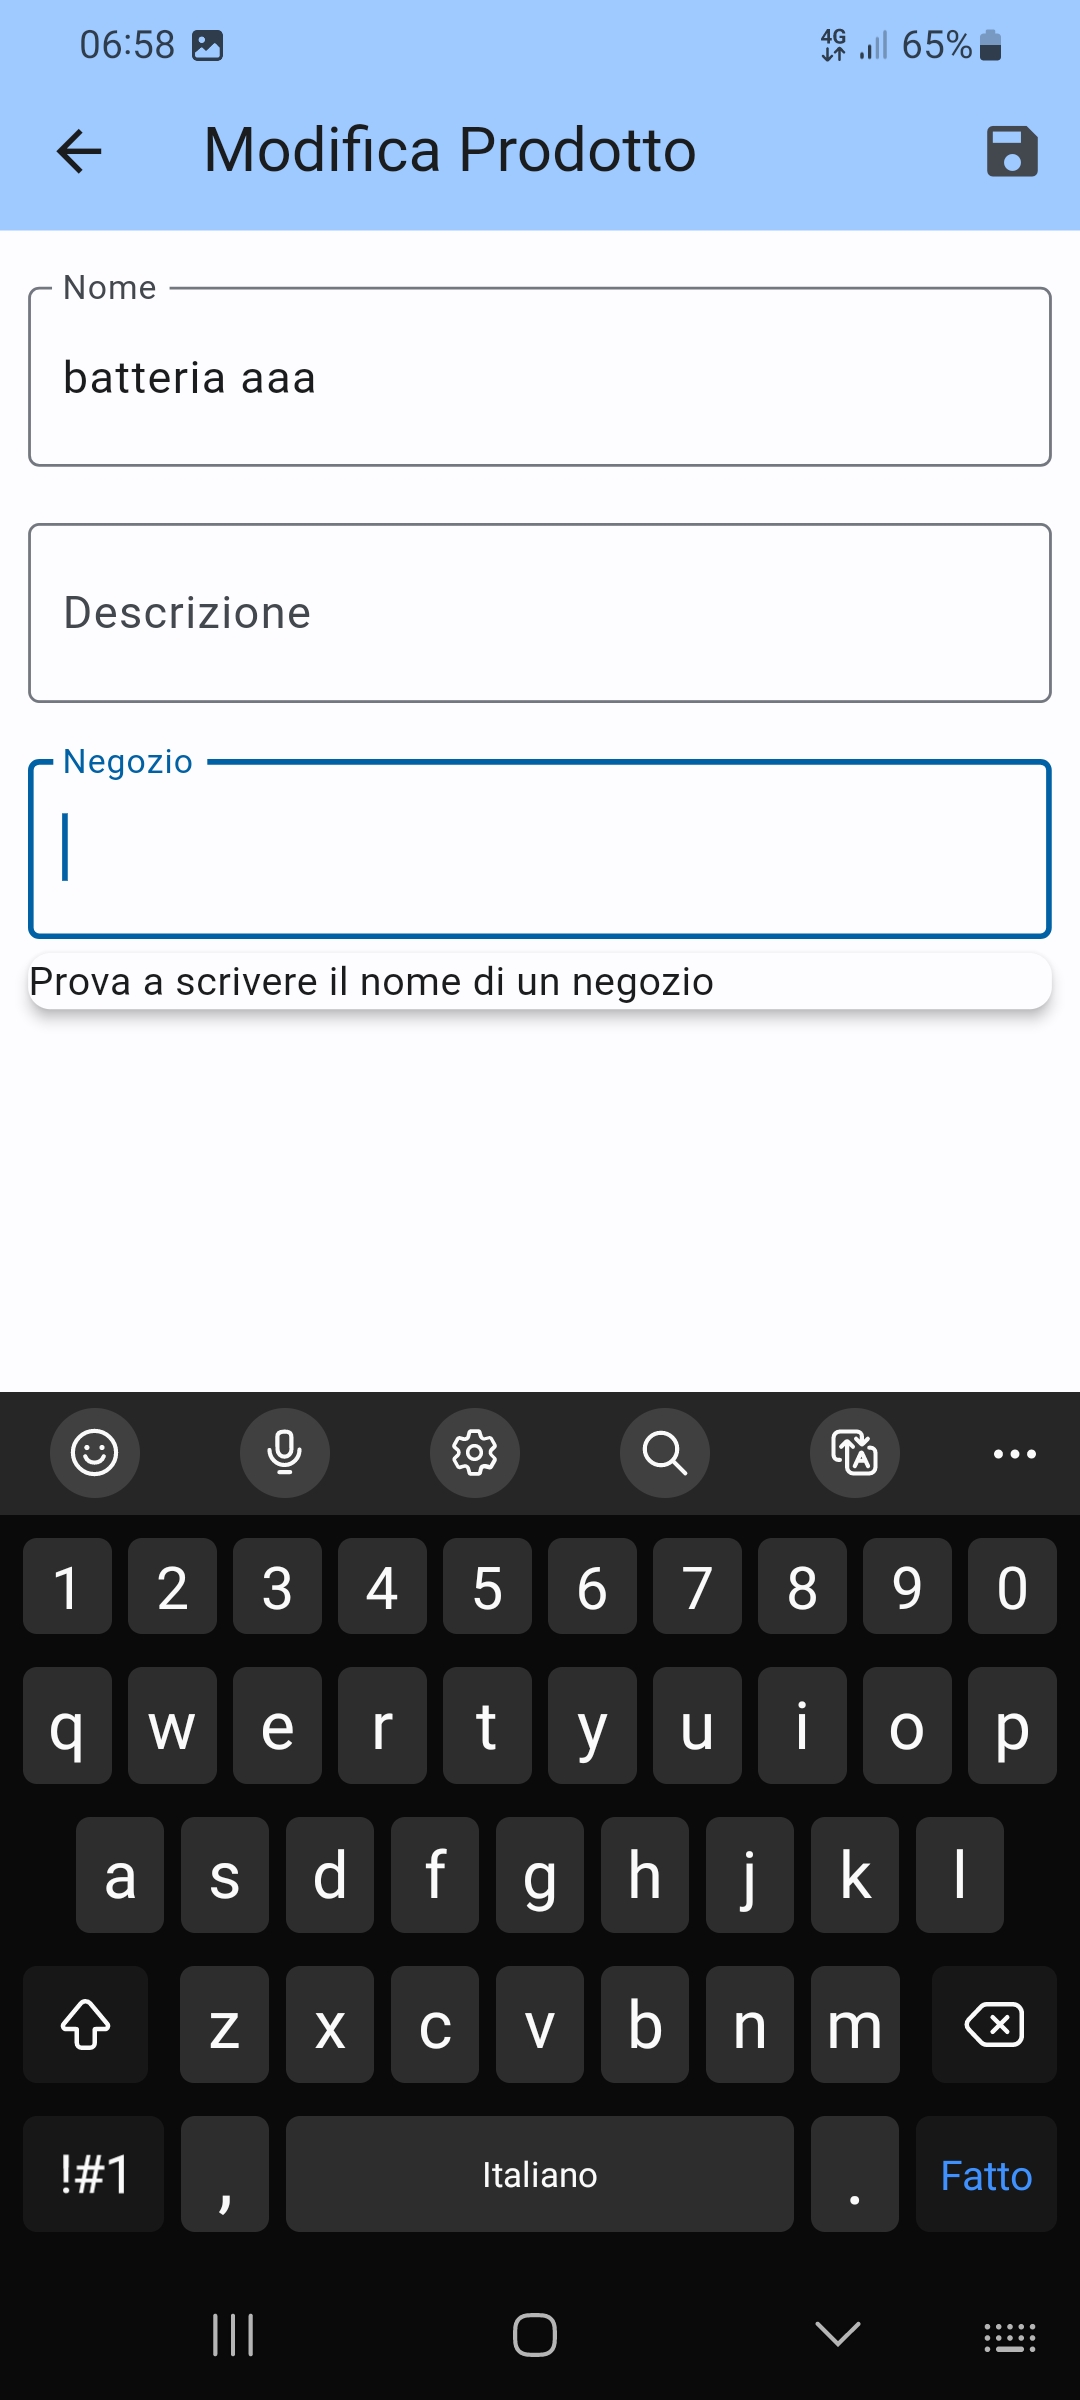 06:58 4G 65%
Modifica Prodotto
Nome
batteria aaa
Descrizione
Negozio
Prova a scrivere il nome di un negozio
1 2 3 4 5 6 7 8 9 0
q w e r t y u i o p
a s d f g h j k l
z x c v b n m
!#1 , Italiano . Fatto